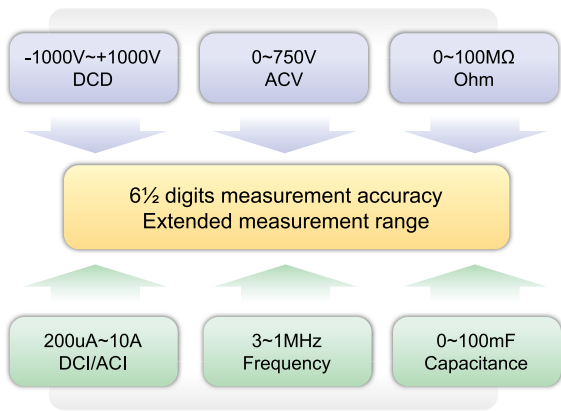 -1000V~+1000V
DCD
0~750V
ACV
0~100MΩ
Ohm
6½ digits measurement accuracy
Extended measurement range
200uA~10A
DCI/ACI
3~1MHz
Frequency
0~100mF
Capacitance